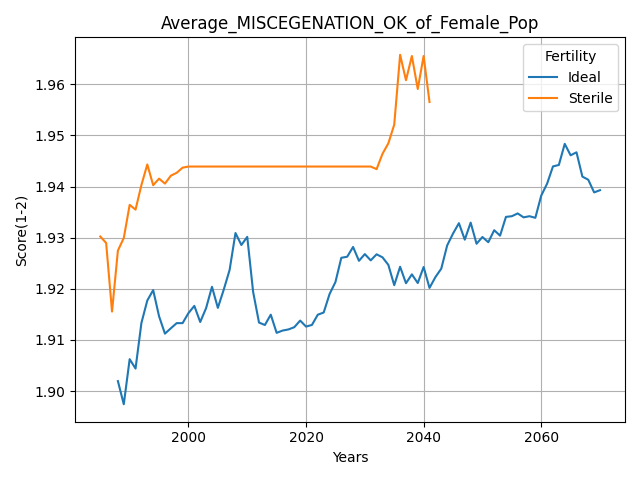 Average_MISCEGENATION_OK_of_Female_Pop
Fertility
Ideal
Sterile
Score(1-2)
1.96
1.95
1.94
1.93
1.92
1.91
1.90
2000 2020 2040 2060
Years